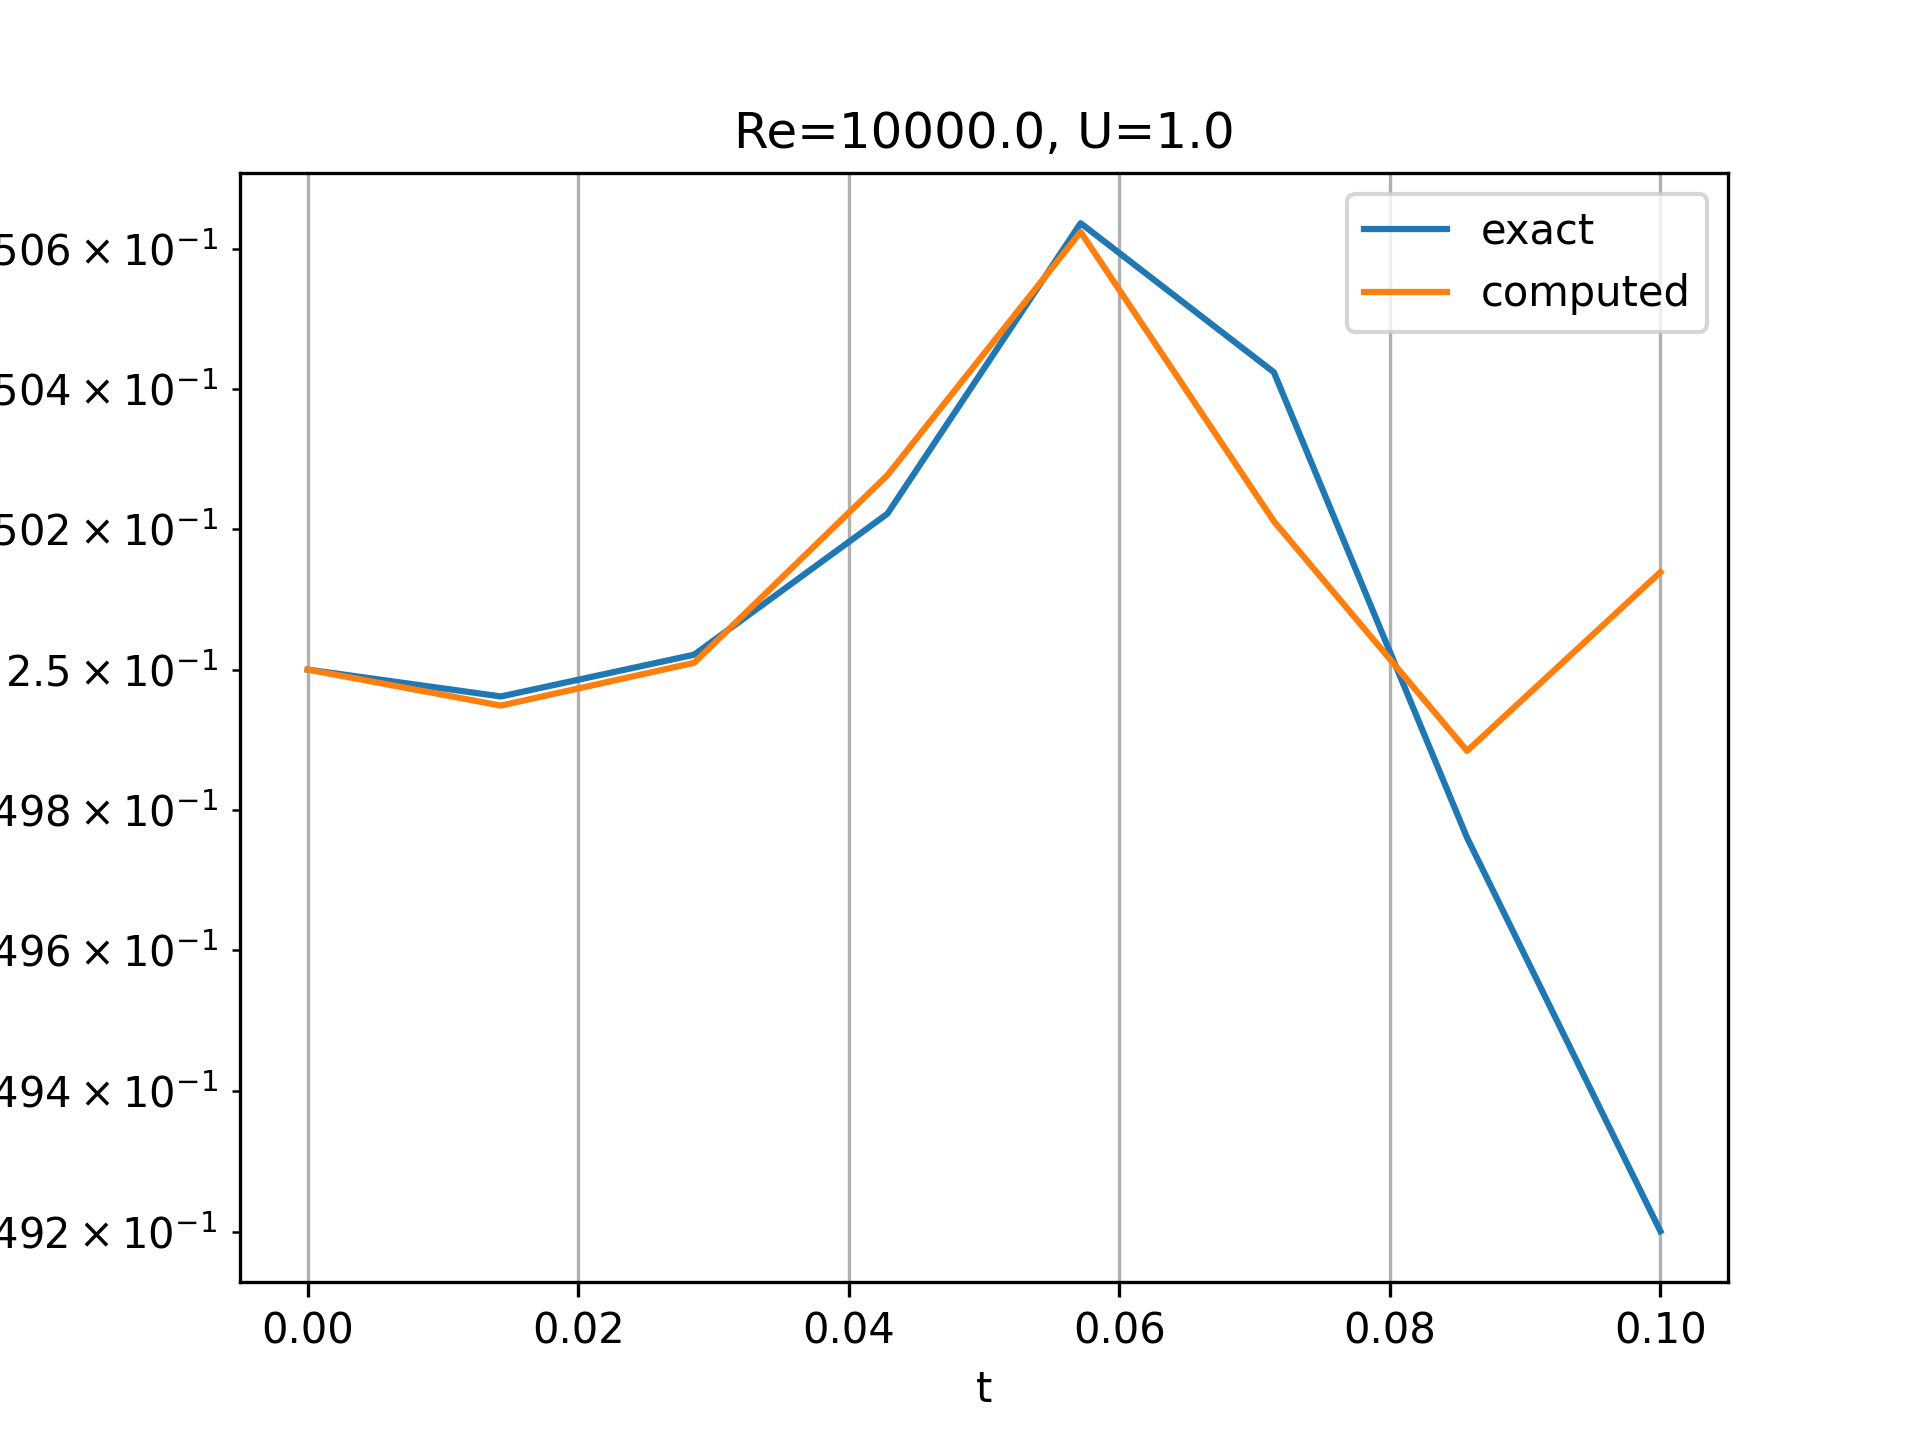 Re=10000.0, U=1.0
exact
computed
506 × 10⁻¹
504 × 10⁻¹
502 × 10⁻¹
2.5 × 10⁻¹
498 × 10⁻¹
496 × 10⁻¹
494 × 10⁻¹
492 × 10⁻¹
0.00 0.02 0.04 0.06 0.08 0.10
t